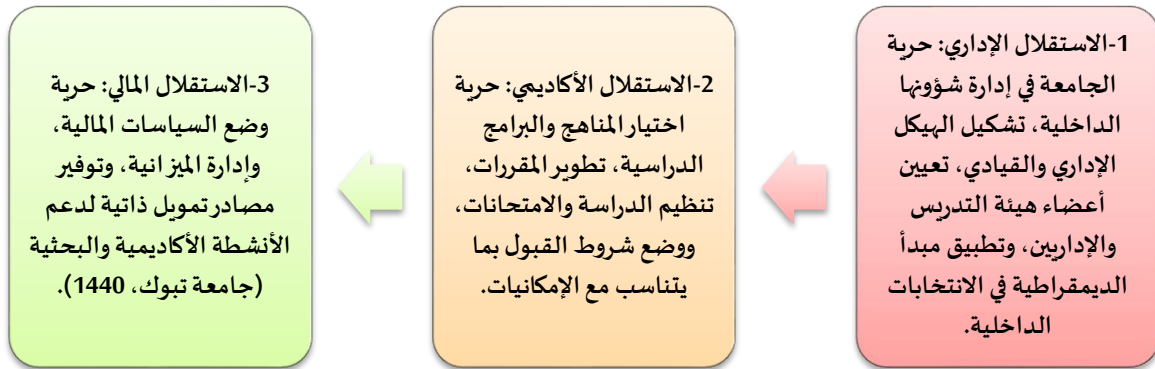 1-الاستقلال الإداري: حرية
الجامعة في إدارة شؤونها
الداخلية، تشكيل الهيكل
الإداري والقيادي، تعيين
أعضاء هيئة التدريس
والإداريين، وتطبيق مبدأ
الديمقراطية في الانتخابات
الداخلية.
2-الاستقلال الأكاديمي: حرية
اختيار المناهج والبرامج
الدراسية، تطوير المقررات،
تنظيم الدراسة والامتحانات،
ووضع شروط القبول بما
يتناسب مع الإمكانيات.
3-الاستقلال المالي: حرية
وضع السياسات المالية،
وإدارة الميزانية، وتوفير
مصادر تمويل ذاتية لدعم
الأنشطة الأكاديمية والبحثية
(جامعة تبوك، 1440).